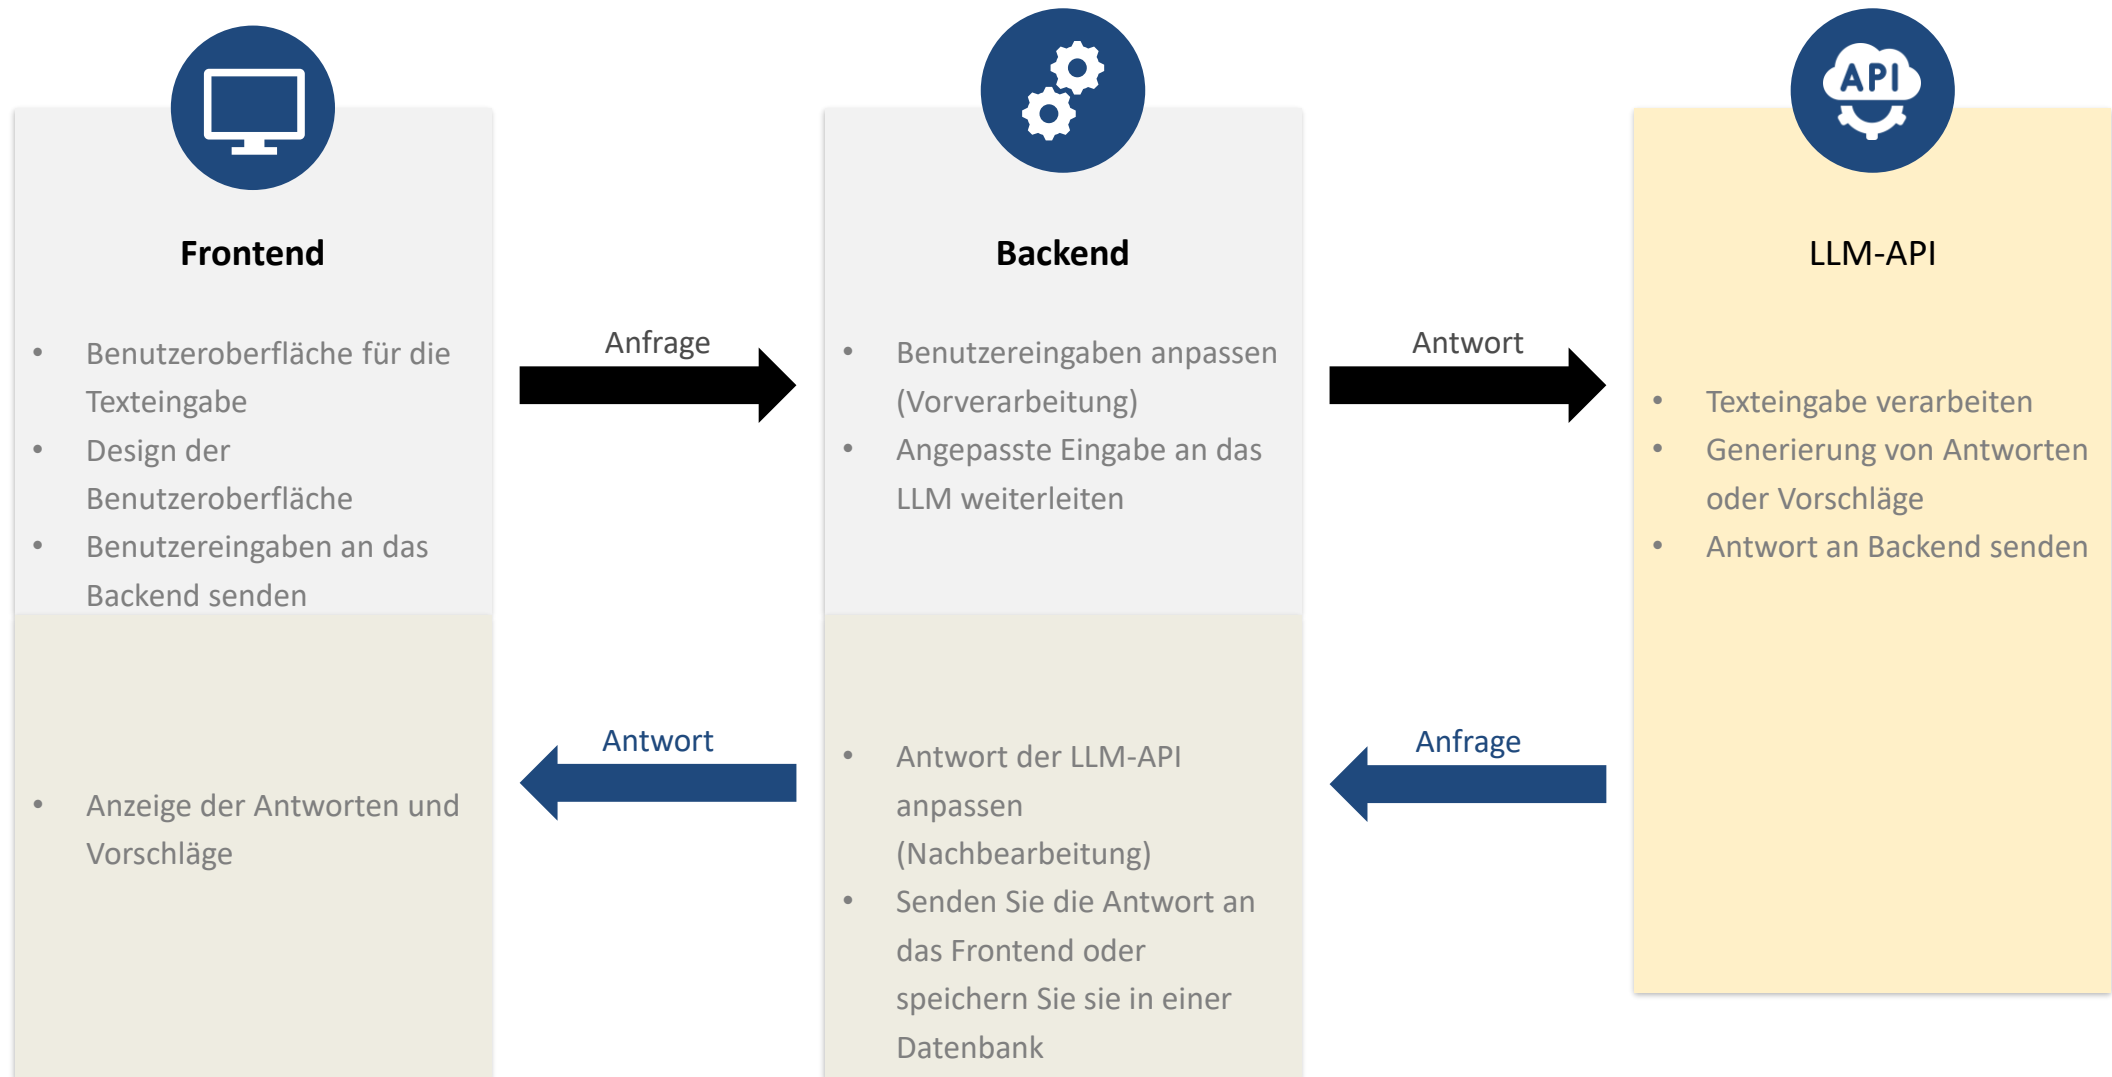 API
Frontend
Benutzeroberfläche für die
Texteingabe
Design der
Benutzeroberfläche
Benutzereingaben an das
Backend senden
Anzeige der Antworten und
Vorschläge
Anfrage
Antwort
Backend
Benutzereingaben anpassen
(Vorverarbeitung)
Angepasste Eingabe an das
LLM weiterleiten
Antwort der LLM-API
anpassen
(Nachbearbeitung)
Senden Sie die Antwort an
das Frontend oder
speichern Sie sie in einer
Datenbank
Antwort
Anfrage
LLM-API
Texteingabe verarbeiten
Generierung von Antworten
oder Vorschläge
Antwort an Backend senden